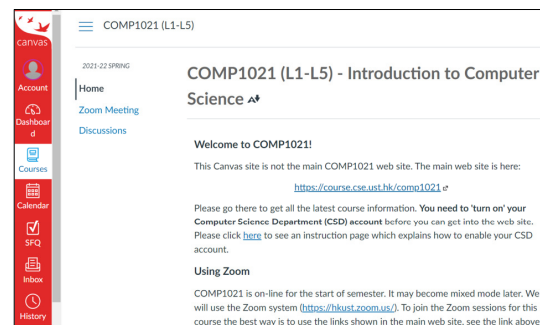 canvas
Account
Dashboar
d
Courses
Calendar
SFQ
Inbox
History
COMP1021 (L1-L5)
2021-22 SPRING
Home
Zoom Meeting
Discussions
COMP1021 (L1-L5) - Introduction to Computer
Science
Welcome to COMP1021!
This Canvas site is not the main COMP1021 web site. The main web site is here:
https://course.cse.ust.hk/comp1021
Please go there to get all the latest course information. You need to 'turn on' your
Computer Science Department (CSD) account before you can get into the web site.
Please click here to see an instruction page which explains how to enable your CSD
account.
Using Zoom
COMP1021 is on-line for the start of semester. It may become mixed mode later. We
will use the Zoom system (https://hkust.zoom.us/). To join the Zoom sessions for this
course the best way is to use the links shown in the main web site, see the link above